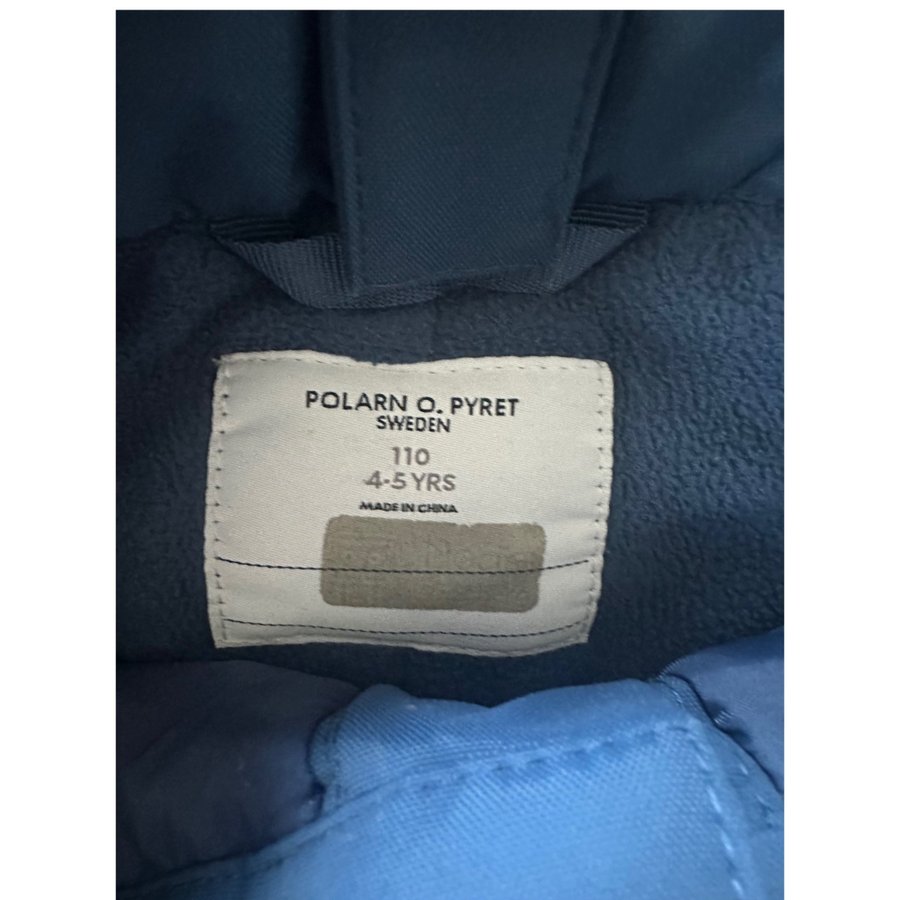 POLARN O. PYRET
SWEDEN
110
4-5 YRS
MADE IN CHINA